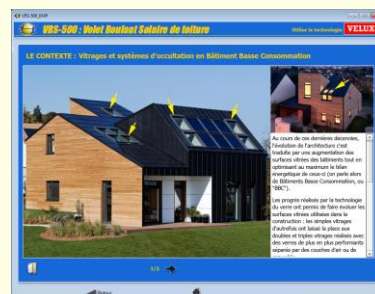 VRS-500_EMP
VRS-500 : Volet Roulant Solaire de toiture
Utilise la technologie VELUX
LE CONTEXTE : Vitrages et systèmes d'occultation en Bâtiment Basse Consommation
Au cours de ces dernières décennies,
l'évolution de l'architecture s'est
traduite par une augmentation des
surfaces vitrées des bâtiments tout en
optimisant au maximum le bilan
énergétique de ceux-ci (on parle alors
de Bâtiments Basse Consommation, ou
"BBC").
Les progrès réalisés par la technologie
du verre ont permis de faire évoluer les
surfaces vitrées utilisées dans la
construction : les simples vitrages
d'autrefois ont laissé la place aux
doubles et triples vitrages réalisés avec
des verres de plus en plus performants
séparés par des couches d'air ou de
Retour